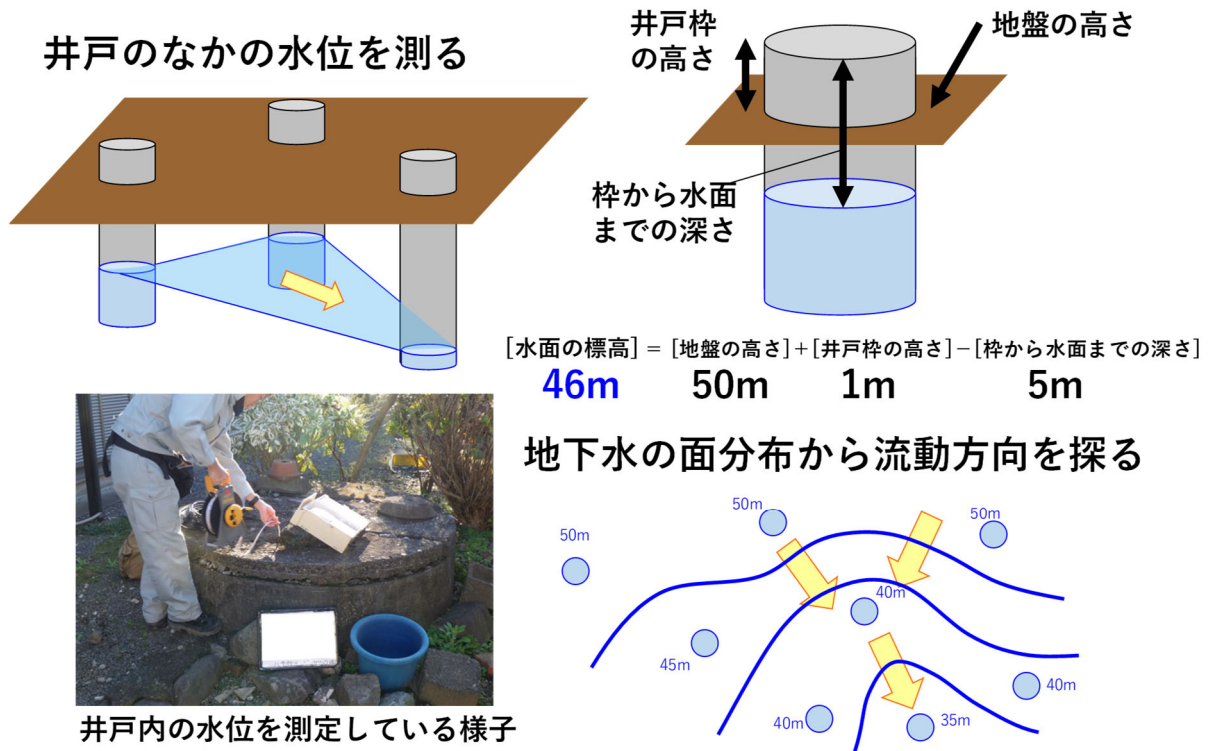 井戸のなかの水位を測る
井戸枠
の高さ
地盤の高さ
枠から水面
までの深さ
[水面の標高] = [地盤の高さ]+[井戸枠の高さ]−[枠から水面までの深さ]
46m 50m 1m 5m
井戸内の水位を測定している様子
地下水の面分布から流動方向を探る
50m
50m
50m
40m
45m
40m
40m
35m